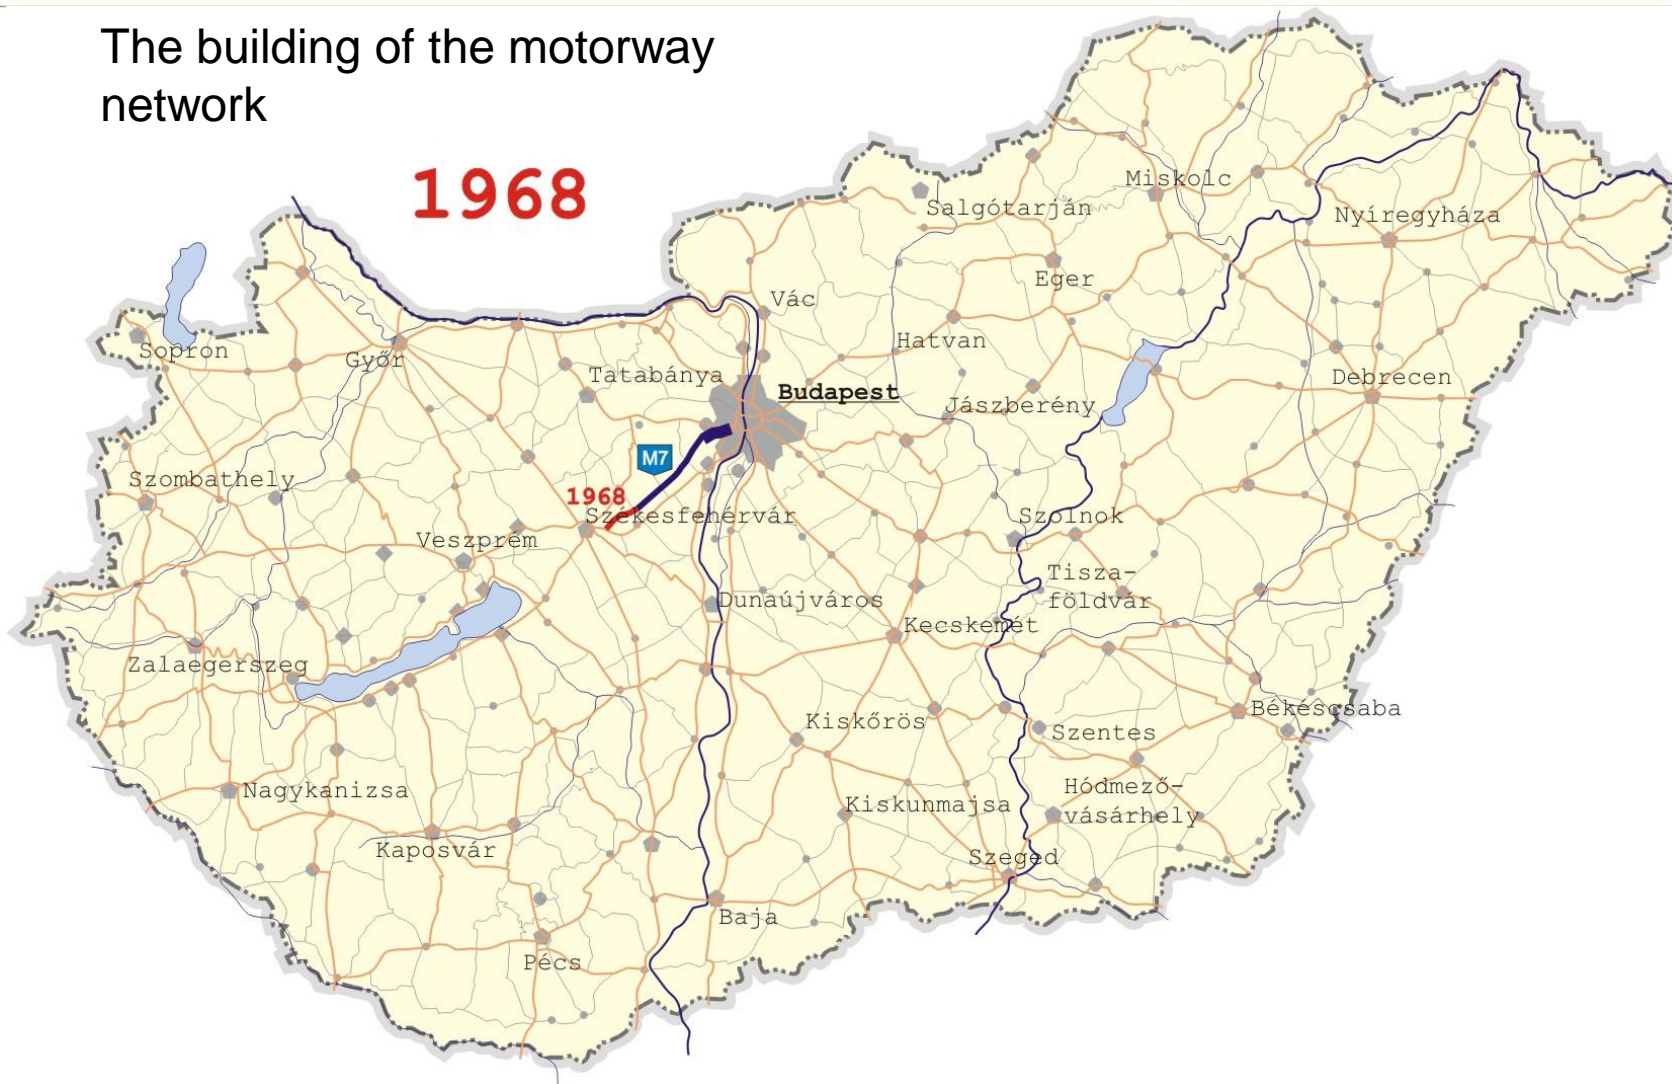 The building of the motorway
network
1968
Miskolc
Salgótarján
Nyíregyháza
Eger
Vác
Hatvan
Sopron
Győr
Tatabánya
Budapest
Debrecen
Jászberény
M7
Szombathely
1968
Székesfehérvár
Szolnok
Veszprém
Tisza-
földvár
Dunaújváros
Kecskemét
Zalaegerszeg
Békéscsaba
Kiskőrös
Szentes
Nagykanizsa
Hódmező-
vásárhely
Kiskunmajsa
Kaposvár
Szeged
Baja
Pécs